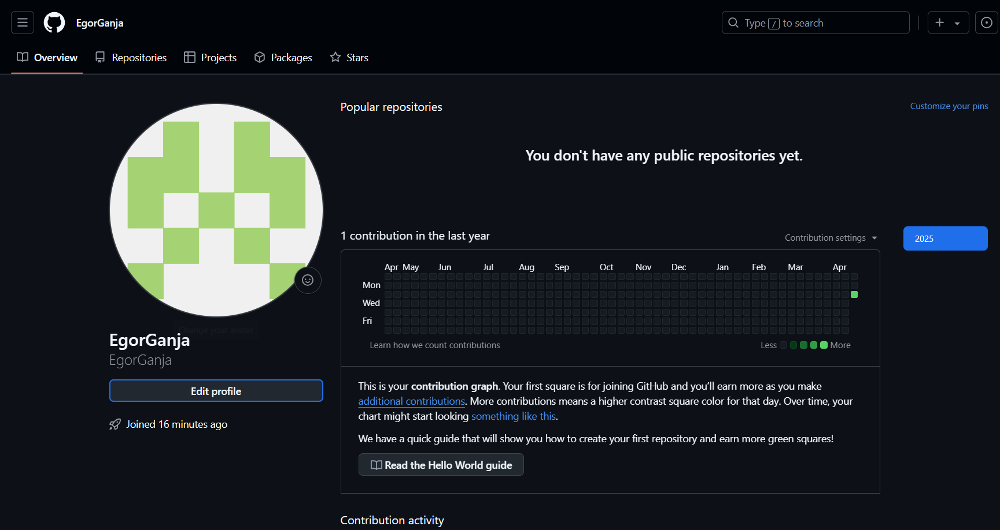 EgorGanja
Type / to search
Overview
Repositories
Projects
Packages
Stars
Popular repositories
Customize your pins
You don't have any public repositories yet.
1 contribution in the last year
Contribution settings
2025
Apr May Jun Jul Aug Sep Oct Nov Dec Jan Feb Mar Apr
Mon
Wed
Fri
Learn how we count contributions
Less
More
Change your avatar
EgorGanja
EgorGanja
Edit profile
Joined 16 minutes ago
This is your contribution graph. Your first square is for joining GitHub and you’ll earn more as you make
additional contributions. More contributions means a higher contrast square color for that day. Over time, your
chart might start looking something like this.
We have a quick guide that will show you how to create your first repository and earn more green squares!
Read the Hello World guide
Contribution activity